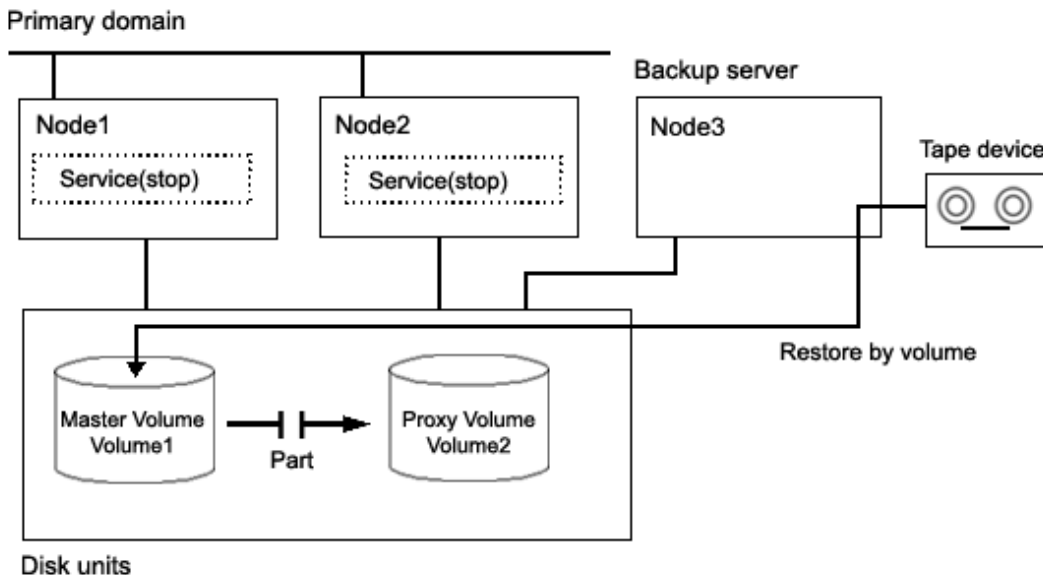 Primary domain
Backup server
Node1
Node2
Node3
Tape device
Service(stop)
Service(stop)
Restore by volume
Master Volume
Volume1
Proxy Volume
Volume2
Part
Disk units